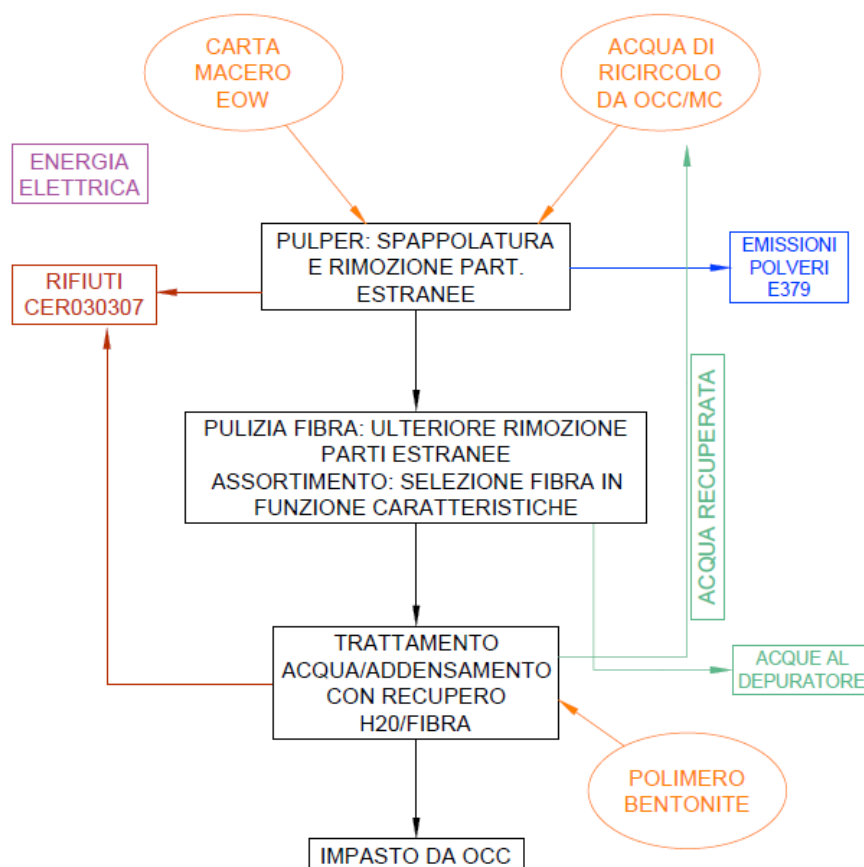 CARTA
MACERO
EOW
ACQUA DI
RICIRCOLO
DA OCC/MC
ENERGIA
ELETTRICA
PULPER: SPAPPOLATURA
E RIMOZIONE PART.
ESTRANEE
EMISSIONI
POLVERI
E379
RIFIUTI
CER030307
ACQUA RECUPERATA
PULIZIA FIBRA: ULTERIORE RIMOZIONE
PARTI ESTRANEE
ASSORTIMENTO: SELEZIONE FIBRA IN
FUNZIONE CARATTERISTICHE
TRATTAMENTO
ACQUA/ADDENSAMENTO
CON RECUPERO
H20/FIBRA
ACQUE AL
DEPURATORE
POLIMERO
BENTONITE
IMPASTO DA OCC